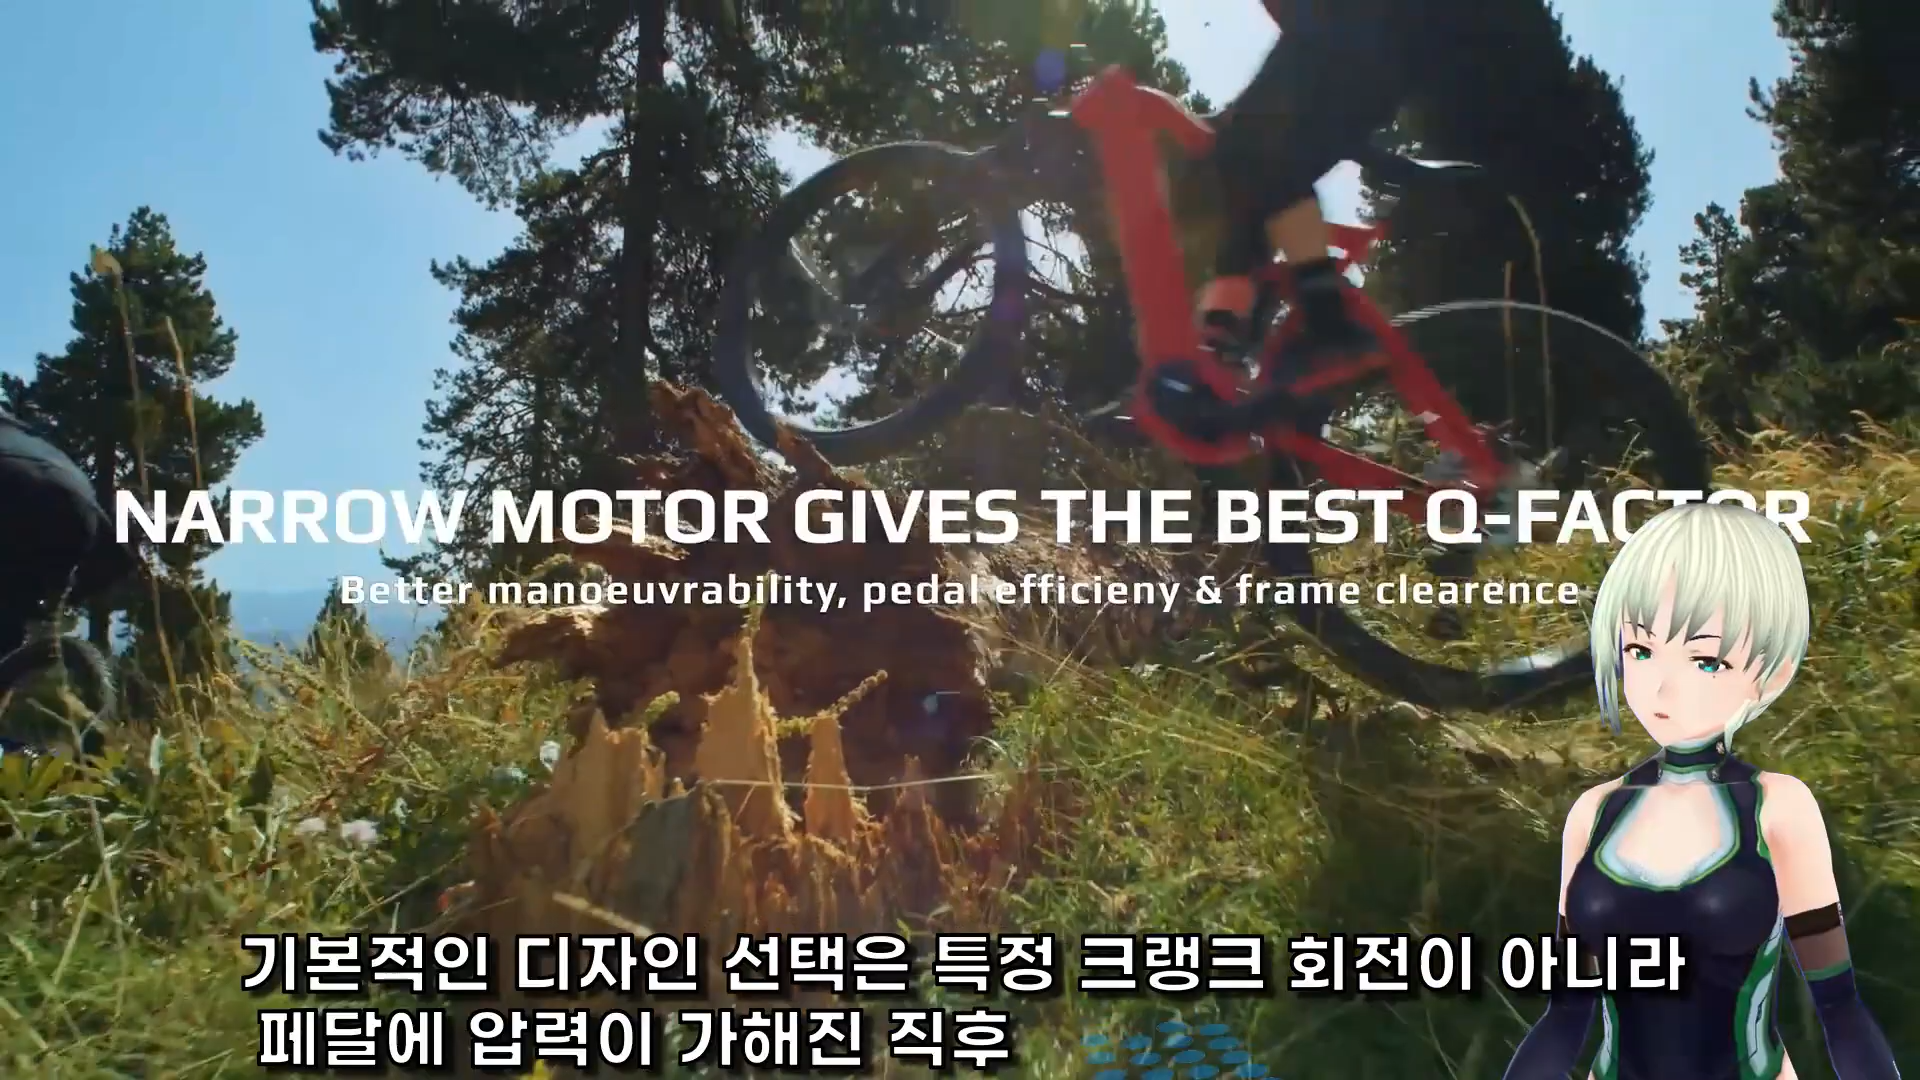 NARROW MOTOR GIVES THE BEST Q-FACTOR
Better manoeuvrability, pedal efficieny & frame clearence
기본적인 디자인 선택은 특정 크랭크 회전이 아니라
페달에 압력이 가해진 직후